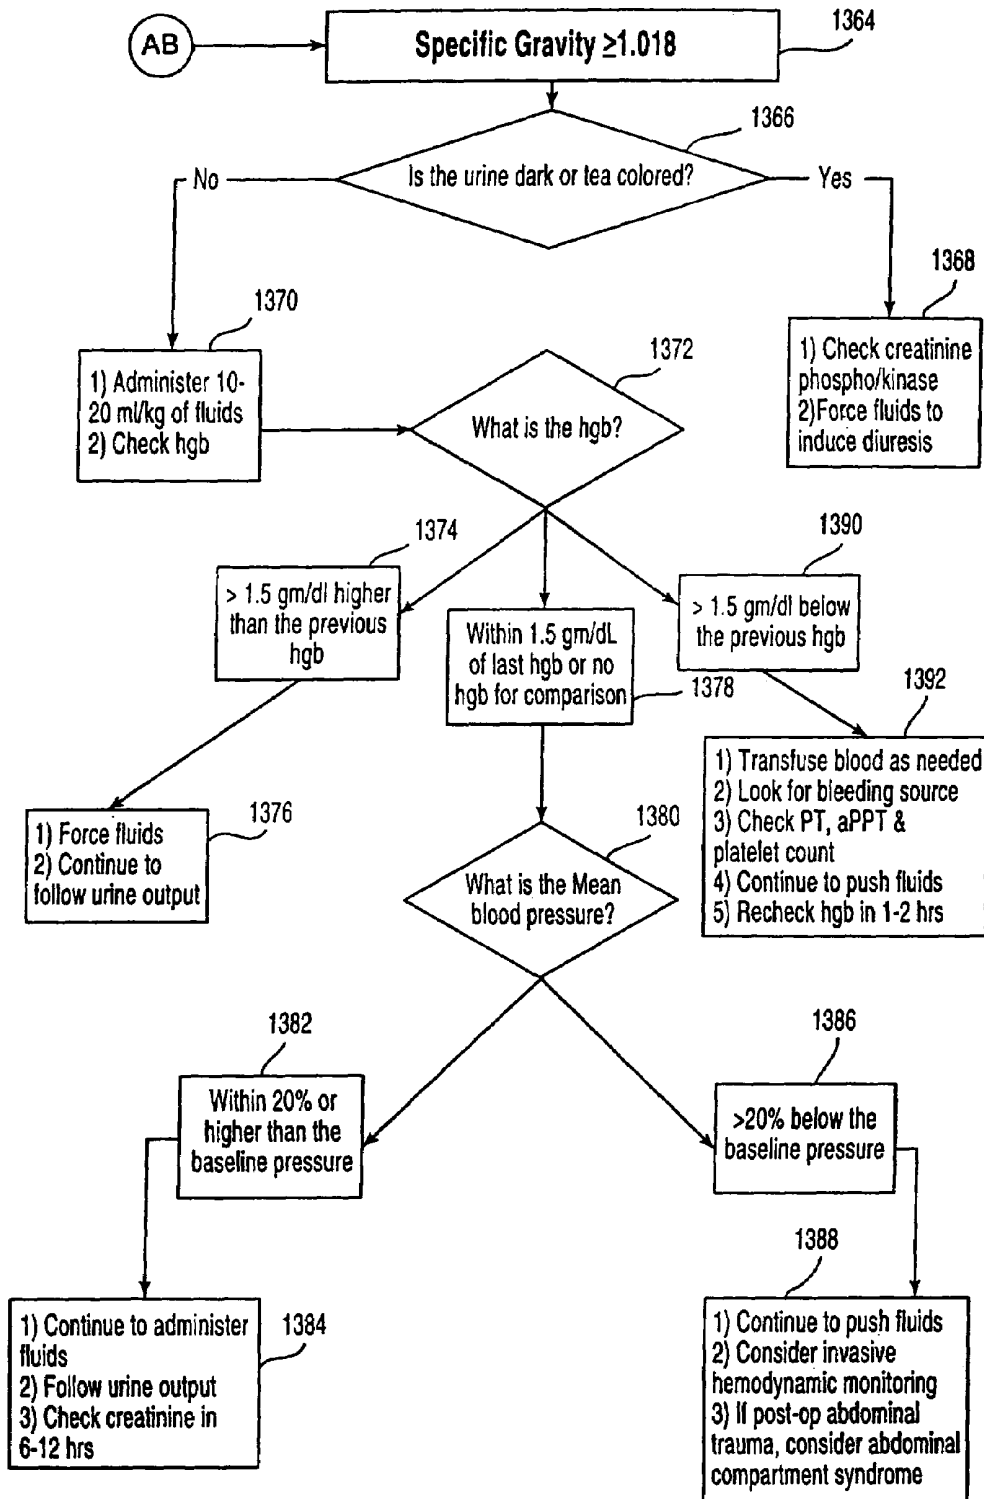 AB
Specific Gravity ≥1.018
1364
1366
Is the urine dark or tea colored?
No
Yes
1368
1) Check creatinine
phospho/kinase
2)Force fluids to
induce diuresis
1370
1) Administer 10-
20 ml/kg of fluids
2) Check hgb
1372
What is the hgb?
1374
> 1.5 gm/dl higher
than the previous
hgb
Within 1.5 gm/dL
of last hgb or no
hgb for comparison
1378
1390
> 1.5 gm/dl below
the previous hgb
1392
1) Transfuse blood as needed
2) Look for bleeding source
3) Check PT, aPPT &
platelet count
4) Continue to push fluids
5) Recheck hgb in 1-2 hrs
1376
1) Force fluids
2) Continue to
follow urine output
1380
What is the Mean
blood pressure?
1382
Within 20% or
higher than the
baseline pressure
1386
>20% below the
baseline pressure
1384
1) Continue to administer
fluids
2) Follow urine output
3) Check creatinine in
6-12 hrs
1388
1) Continue to push fluids
2) Consider invasive
hemodynamic monitoring
3) If post-op abdominal
trauma, consider abdominal
compartment syndrome